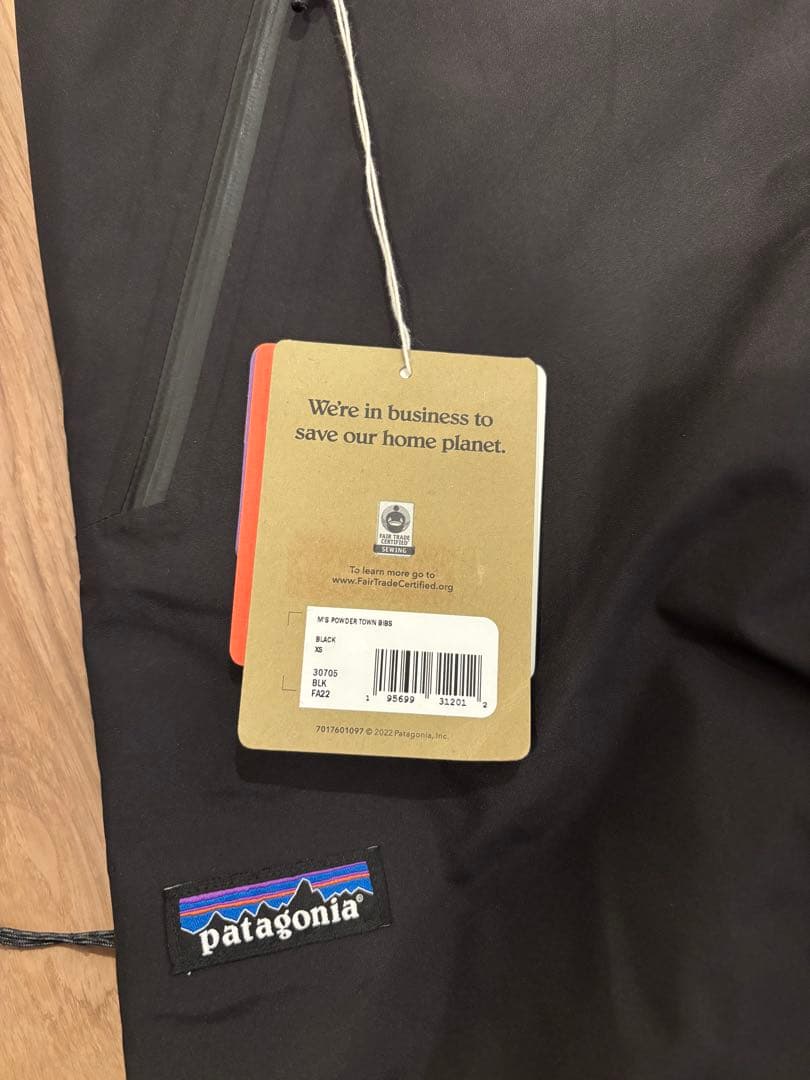 We're in business to
save our home planet.
FAIR TRADE
CERTIFIED™
SEWING
To learn more go to
www.FairTradeCertified.org
M'S POWDER TOWN BIBS
BLACK
XS
30705
BLK
FA22
1 95699 31201 2
7017601097 © 2022 Patagonia, Inc.
patagonia®